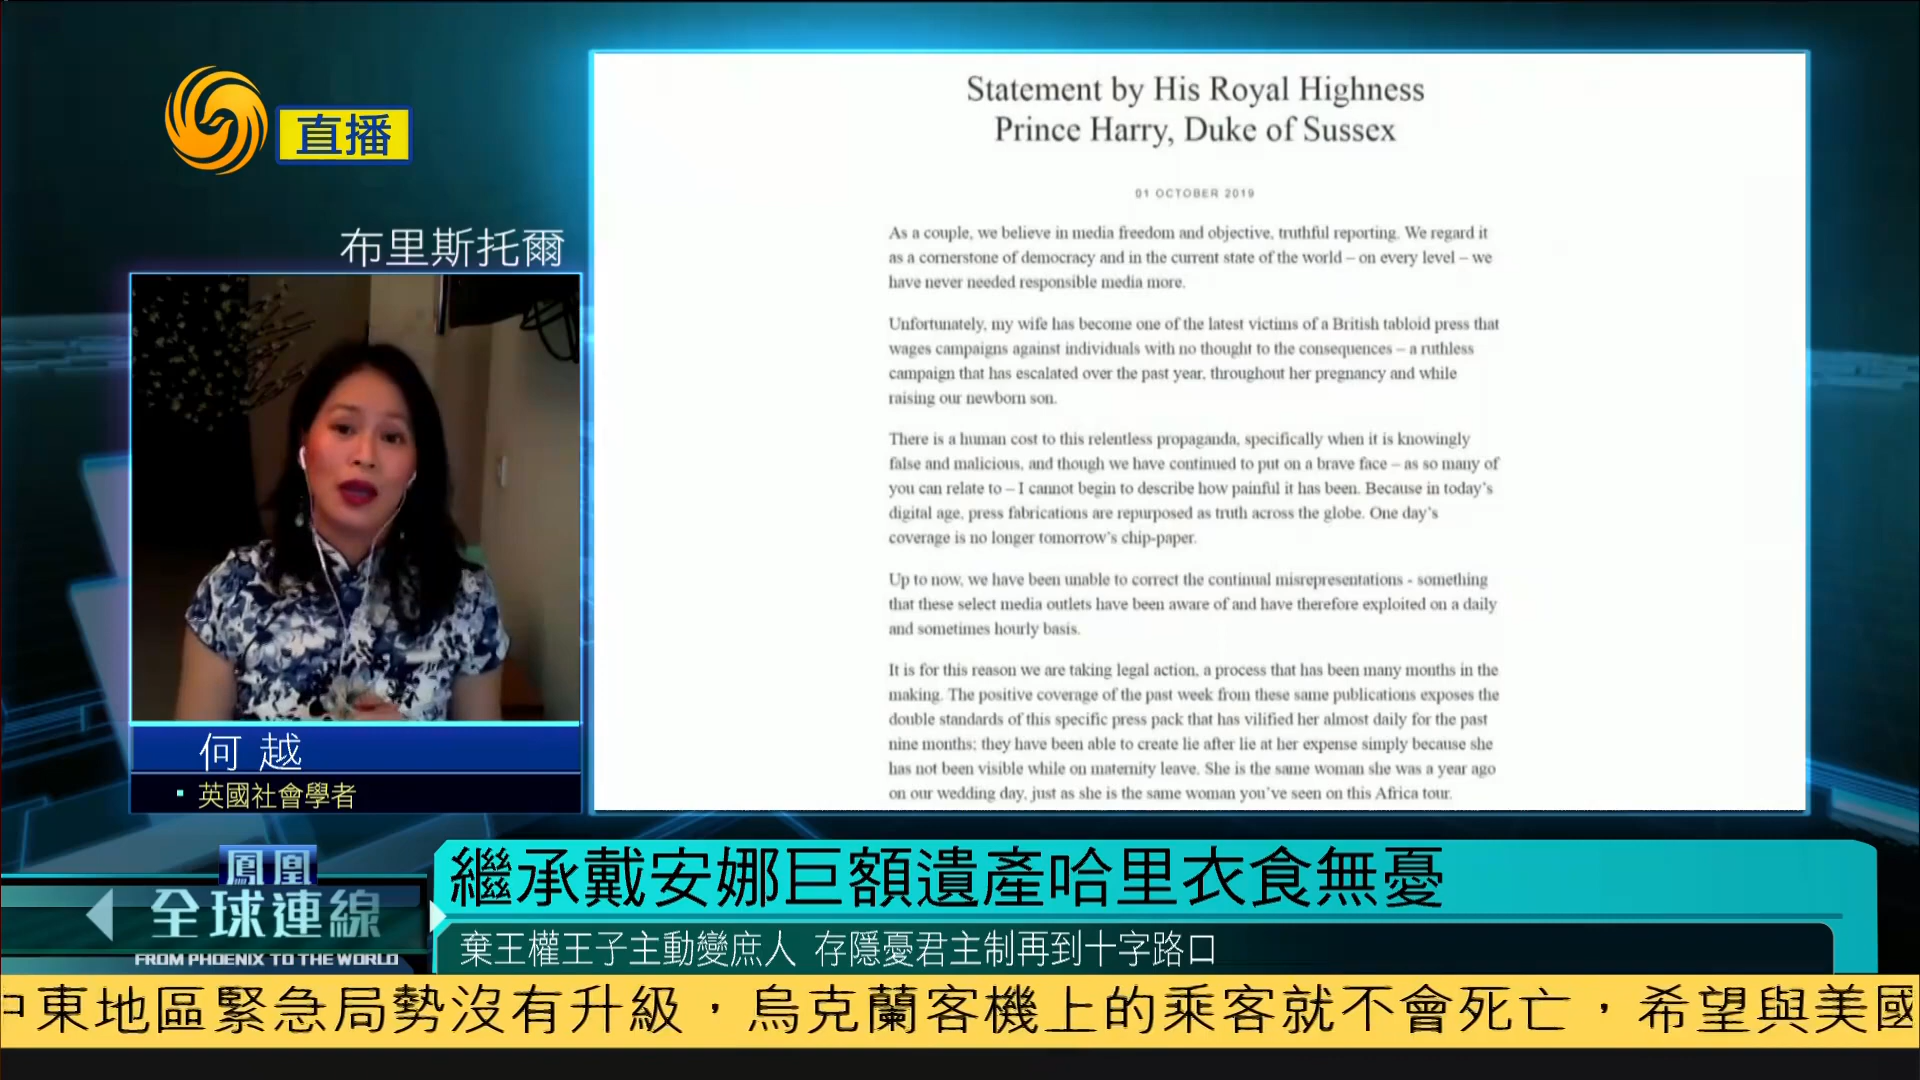 直播
布里斯托爾
何越
英國社會學者
Statement by His Royal Highness
Prince Harry, Duke of Sussex
01 OCTOBER 2019
As a couple, we believe in media freedom and objective, truthful reporting. We regard it
as a cornerstone of democracy and in the current state of the world – on every level – we
have never needed responsible media more.
Unfortunately, my wife has become one of the latest victims of a British tabloid press that
wages campaigns against individuals with no thought to the consequences – a ruthless
campaign that has escalated over the past year, throughout her pregnancy and while
raising our newborn son.
There is a human cost to this relentless propaganda, specifically when it is knowingly
false and malicious, and though we have continued to put on a brave face – as so many of
you can relate to – I cannot begin to describe how painful it has been. Because in today's
digital age, press fabrications are repurposed as truth across the globe. One day's
coverage is no longer tomorrow's chip-paper.
Up to now, we have been unable to correct the continual misrepresentations - something
that these select media outlets have been aware of and have therefore exploited on a daily
and sometimes hourly basis.
It is for this reason we are taking legal action, a process that has been many months in the
making. The positive coverage of the past week from these same publications exposes the
double standards of this specific press pack that has vilified her almost daily for the past
nine months; they have been able to create lie after lie at her expense simply because she
has not been visible while on maternity leave. She is the same woman she was a year ago
on our wedding day, just as she is the same woman you've seen on this Africa tour.
鳳凰
全球連線
FROM PHOENIX TO THE WORLD
繼承戴安娜巨額遺產哈里衣食無憂
棄王權王子主動變庶人 存隱憂君主制再到十字路口
中東地區緊急局勢沒有升級，烏克蘭客機上的乘客就不會死亡，希望與美國